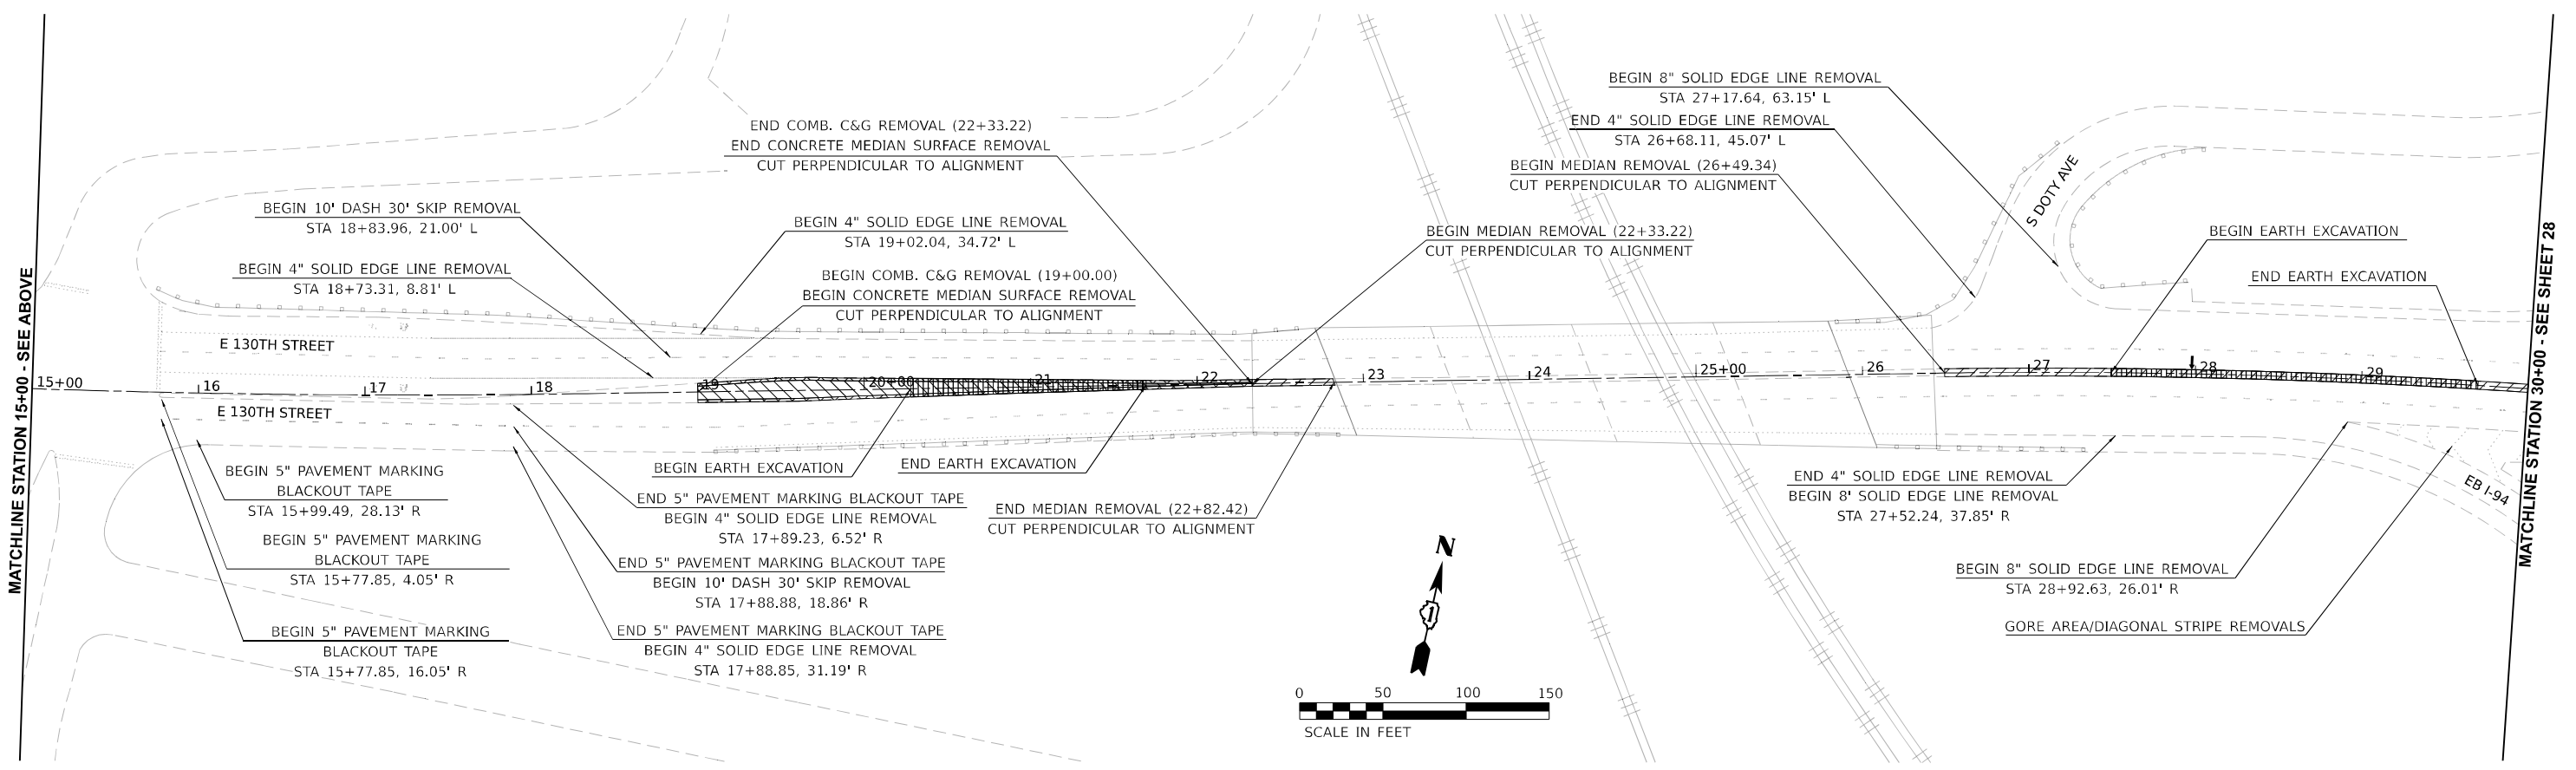 MATCHLINE STATION 15+00 - SEE ABOVE
BEGIN 10' DASH 30' SKIP REMOVAL
STA 18+83.96, 21.00' L
BEGIN 4" SOLID EDGE LINE REMOVAL
STA 18+73.31, 8.81' L
END COMB. C&G REMOVAL (22+33.22)
END CONCRETE MEDIAN SURFACE REMOVAL
CUT PERPENDICULAR TO ALIGNMENT
BEGIN 4" SOLID EDGE LINE REMOVAL
STA 19+02.04, 34.72' L
BEGIN COMB. C&G REMOVAL (19+00.00)
BEGIN CONCRETE MEDIAN SURFACE REMOVAL
CUT PERPENDICULAR TO ALIGNMENT
BEGIN MEDIAN REMOVAL (22+33.22)
CUT PERPENDICULAR TO ALIGNMENT
BEGIN 8" SOLID EDGE LINE REMOVAL
STA 27+17.64, 63.15' L
END 4" SOLID EDGE LINE REMOVAL
STA 26+68.11, 45.07' L
BEGIN MEDIAN REMOVAL (26+49.34)
CUT PERPENDICULAR TO ALIGNMENT
S DOTY AVE
BEGIN EARTH EXCAVATION
END EARTH EXCAVATION
E 130TH STREET
15+00 16 17 18 19 20+00 21 22 23 24 25+00 26 27 28 29
E 130TH STREET
BEGIN 5" PAVEMENT MARKING
BLACKOUT TAPE
STA 15+99.49, 28.13' R
BEGIN 5" PAVEMENT MARKING
BLACKOUT TAPE
STA 15+77.85, 4.05' R
BEGIN 5" PAVEMENT MARKING
BLACKOUT TAPE
STA 15+77.85, 16.05' R
BEGIN EARTH EXCAVATION
END EARTH EXCAVATION
END 5" PAVEMENT MARKING BLACKOUT TAPE
BEGIN 4" SOLID EDGE LINE REMOVAL
STA 17+89.23, 6.52' R
END 5" PAVEMENT MARKING BLACKOUT TAPE
BEGIN 10' DASH 30' SKIP REMOVAL
STA 17+88.88, 18.86' R
END 5" PAVEMENT MARKING BLACKOUT TAPE
BEGIN 4" SOLID EDGE LINE REMOVAL
STA 17+88.85, 31.19' R
END MEDIAN REMOVAL (22+82.42)
CUT PERPENDICULAR TO ALIGNMENT
N
1
0 50 100 150
SCALE IN FEET
END 4" SOLID EDGE LINE REMOVAL
BEGIN 8' SOLID EDGE LINE REMOVAL
STA 27+52.24, 37.85' R
BEGIN 8" SOLID EDGE LINE REMOVAL
STA 28+92.63, 26.01' R
GORE AREA/DIAGONAL STRIPE REMOVALS
EB I-94
MATCHLINE STATION 30+00 - SEE SHEET 28